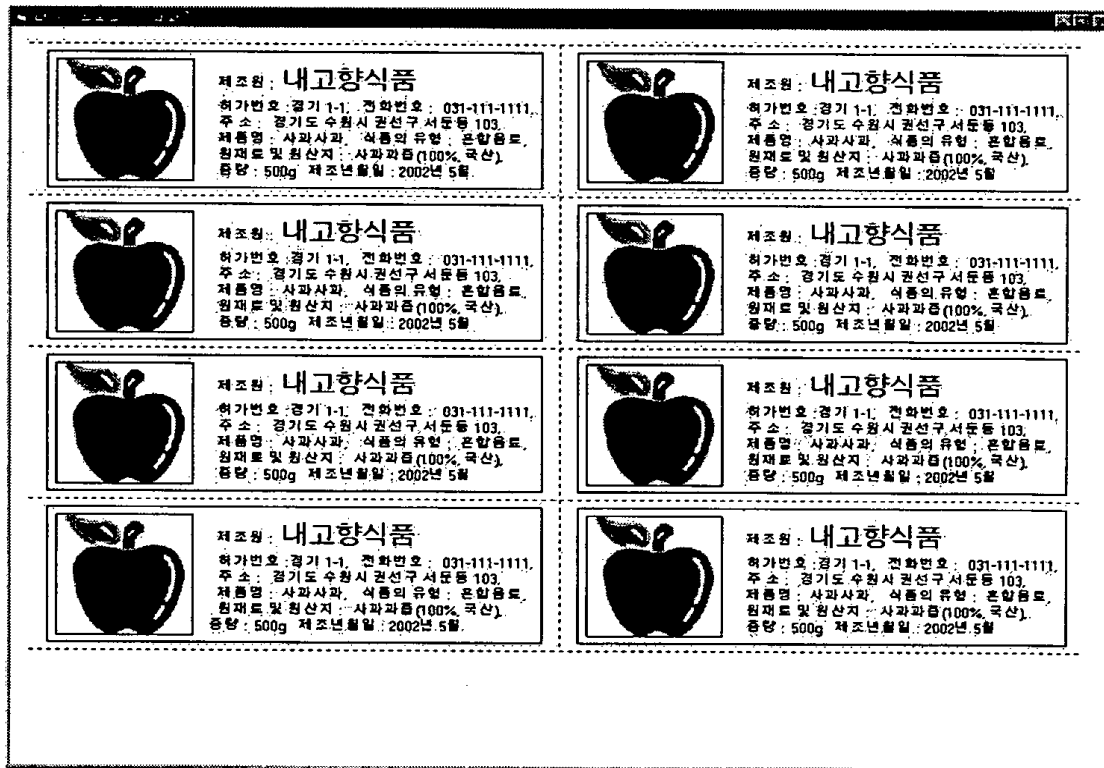 제조원 : 내고향식품
허가번호 : 경기 1-1, 전화번호 : 031-111-1111,
주 소 : 경기도 수원시 권선구 서둔동 103,
제품명 : 사과사과, 식품의 유형 : 혼합음료,
원재료 및 원산지 : 사과과즙(100%, 국산),
중량 : 500g 제조년월일 : 2002년 5월
제조원 : 내고향식품
허가번호 : 경기 1-1, 전화번호 : 031-111-1111,
주 소 : 경기도 수원시 권선구 서둔동 103,
제품명 : 사과사과, 식품의 유형 : 혼합음료,
원재료 및 원산지 : 사과과즙(100%, 국산),
중량 : 500g 제조년월일 : 2002년 5월
제조원 : 내고향식품
허가번호 : 경기 1-1, 전화번호 : 031-111-1111,
주 소 : 경기도 수원시 권선구 서둔동 103,
제품명 : 사과사과, 식품의 유형 : 혼합음료,
원재료 및 원산지 : 사과과즙(100%, 국산),
중량 : 500g 제조년월일 : 2002년 5월
제조원 : 내고향식품
허가번호 : 경기 1-1, 전화번호 : 031-111-1111,
주 소 : 경기도 수원시 권선구 서둔동 103,
제품명 : 사과사과, 식품의 유형 : 혼합음료,
원재료 및 원산지 : 사과과즙(100%, 국산),
중량 : 500g 제조년월일 : 2002년 5월
제조원 : 내고향식품
허가번호 : 경기 1-1, 전화번호 : 031-111-1111,
주 소 : 경기도 수원시 권선구 서둔동 103,
제품명 : 사과사과, 식품의 유형 : 혼합음료,
원재료 및 원산지 : 사과과즙(100%, 국산),
중량 : 500g 제조년월일 : 2002년 5월
제조원 : 내고향식품
허가번호 : 경기 1-1, 전화번호 : 031-111-1111,
주 소 : 경기도 수원시 권선구 서둔동 103,
제품명 : 사과사과, 식품의 유형 : 혼합음료,
원재료 및 원산지 : 사과과즙(100%, 국산),
중량 : 500g 제조년월일 : 2002년 5월
제조원 : 내고향식품
허가번호 : 경기 1-1, 전화번호 : 031-111-1111,
주 소 : 경기도 수원시 권선구 서둔동 103,
제품명 : 사과사과, 식품의 유형 : 혼합음료,
원재료 및 원산지 : 사과과즙(100%, 국산),
중량 : 500g 제조년월일 : 2002년 5월
제조원 : 내고향식품
허가번호 : 경기 1-1, 전화번호 : 031-111-1111,
주 소 : 경기도 수원시 권선구 서둔동 103,
제품명 : 사과사과, 식품의 유형 : 혼합음료,
원재료 및 원산지 : 사과과즙(100%, 국산),
중량 : 500g 제조년월일 : 2002년 5월